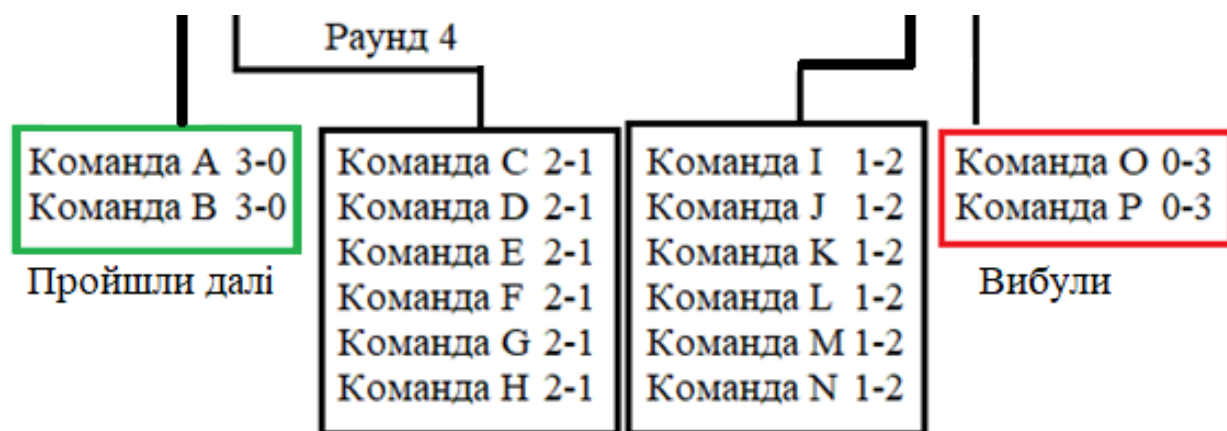 Раунд 4
Команда A 3-0
Команда B 3-0
Пройшли далі
Команда C 2-1
Команда D 2-1
Команда E 2-1
Команда F 2-1
Команда G 2-1
Команда H 2-1
Команда I 1-2
Команда J 1-2
Команда K 1-2
Команда L 1-2
Команда M 1-2
Команда N 1-2
Команда O 0-3
Команда P 0-3
Вибули